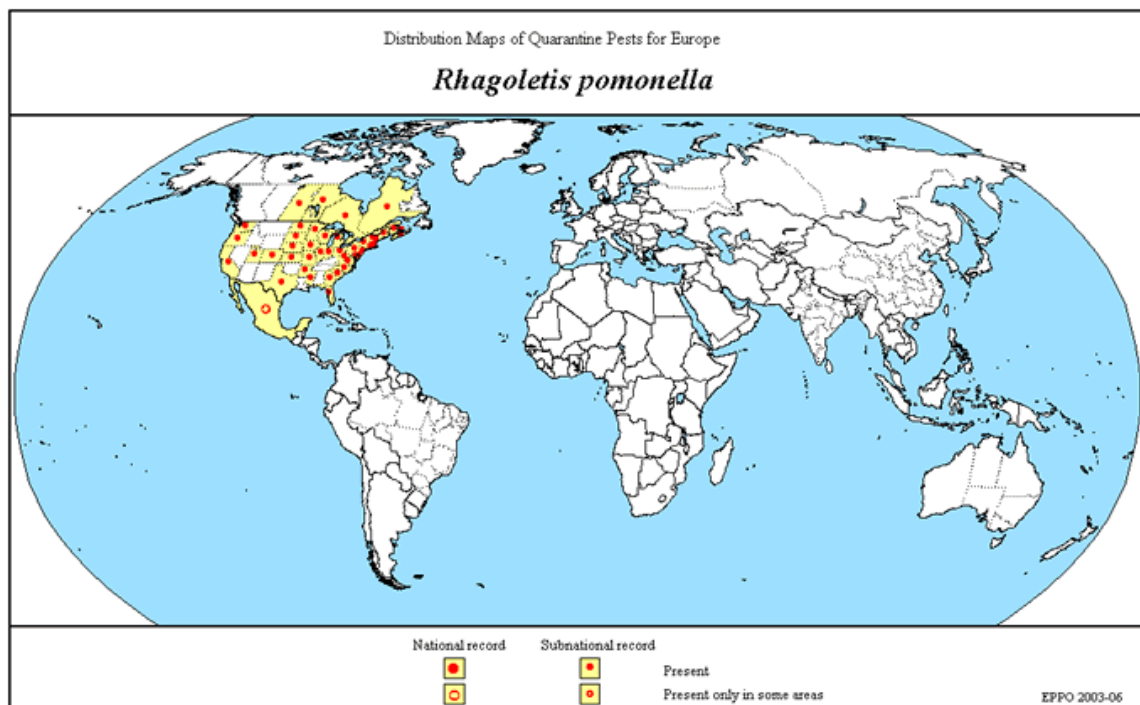 Distribution Maps of Quarantine Pests for Europe
Rhagoletis pomonella
National record Subnational record
Present
Present only in some areas
EPPO 2003-06